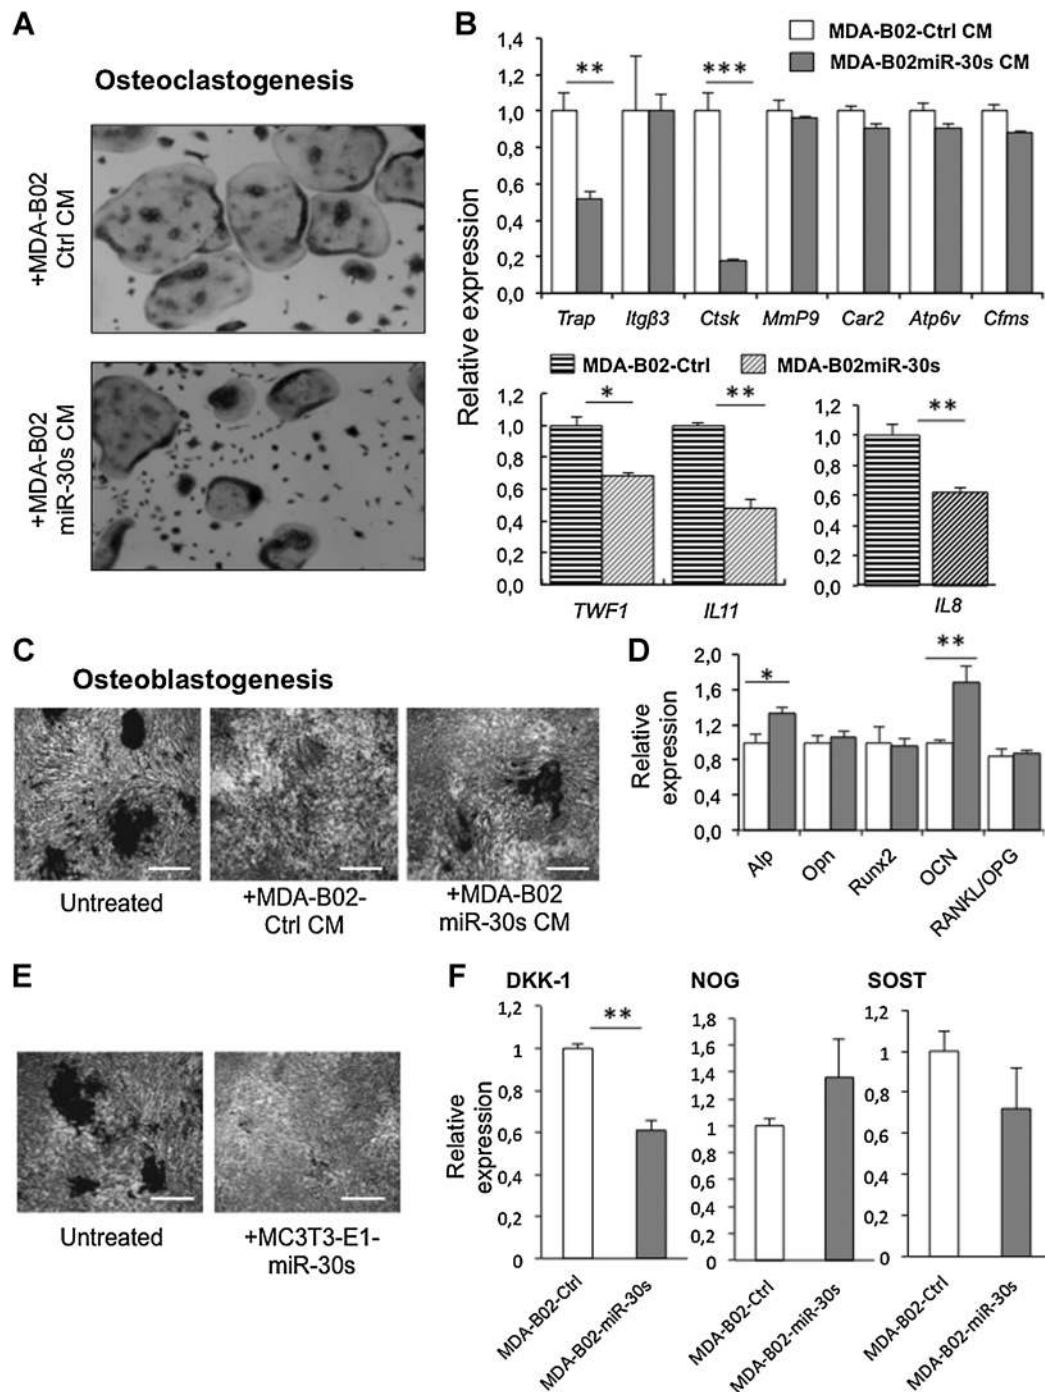 A
Osteoclastogenesis
+MDA-B02
Ctrl CM
+MDA-B02
miR-30s CM
B
MDA-B02-Ctrl CM
MDA-B02miR-30s CM
Relative expression
1,4
1,2
1,0
0,8
0,6
0,4
0,2
0,0
** ***
Trap Itgβ3 Ctsk MmP9 Car2 Atp6v Cfms
MDA-B02-Ctrl MDA-B02miR-30s
1,2
1,0
0,8
0,6
0,4
0,2
0,0
* **
TWF1 IL11
1,2
1,0
0,8
0,6
0,4
0,2
0,0
**
IL8
C
Osteoblastogenesis
Untreated
+MDA-B02-
Ctrl CM
+MDA-B02
miR-30s CM
D
Relative
expression
2,0
1,6
1,2
0,8
0,4
0,0
* **
Alp Opn Runx2 OCN RANKL/OPG
E
Untreated
+MC3T3-E1-
miR-30s
F
DKK-1
Relative
expression
1,2
1
0,8
0,6
0,4
0,2
0
**
MDA-B02-Ctrl MDA-B02-miR-30s
NOG
1,8
1,6
1,4
1,2
1
0,8
0,6
0,4
0,2
0
MDA-B02-Ctrl MDA-B02-miR-30s
SOST
1,2
1
0,8
0,6
0,4
0,2
0
MDA-B02-Ctrl MDA-B02-miR-30s